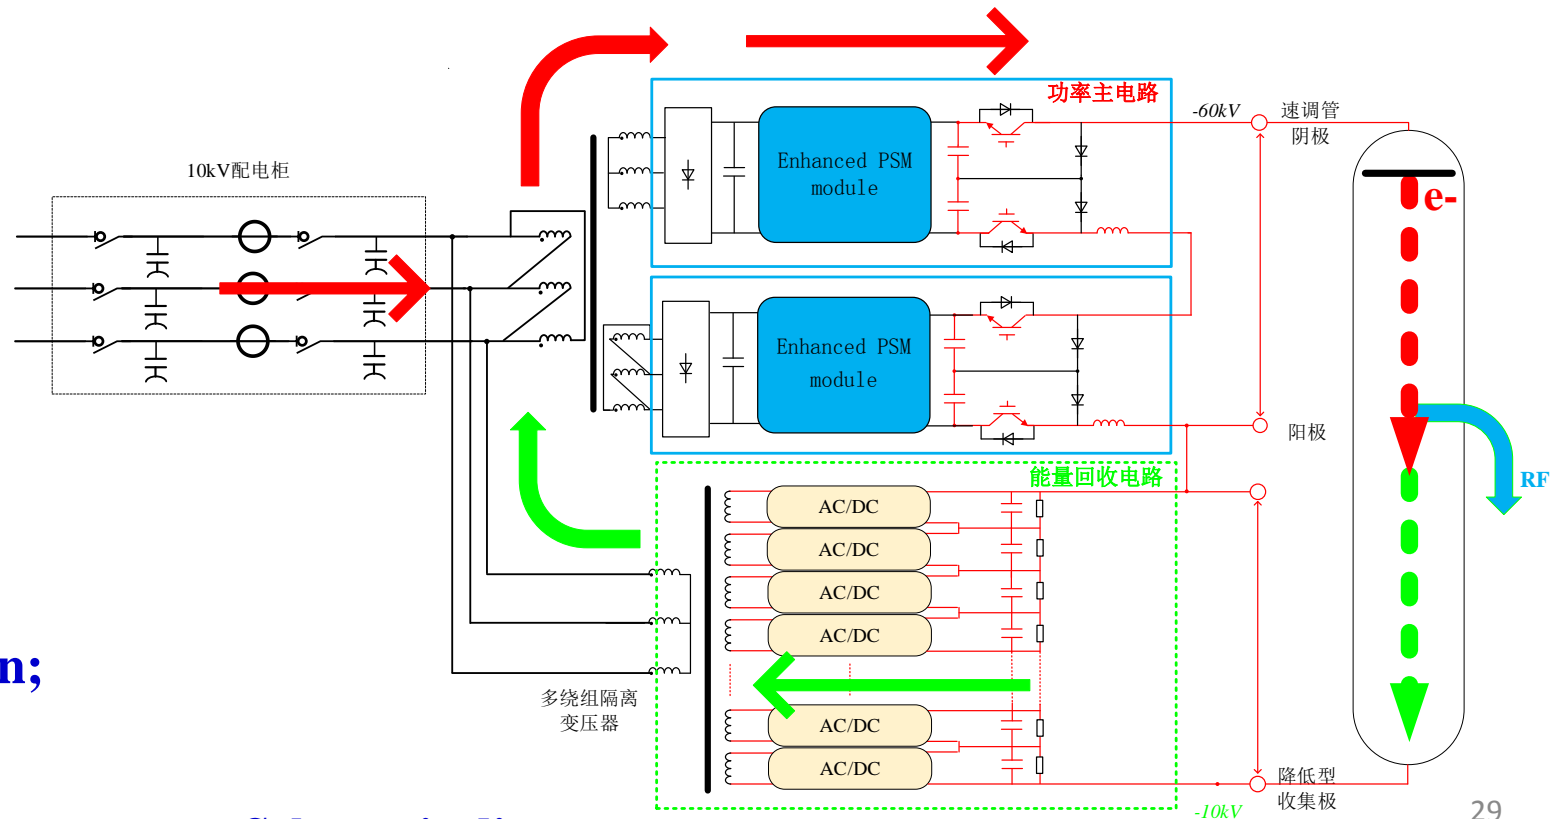 功率主电路
-60kV
速调管
阴极
10kV配电柜
Enhanced PSM
module
e-
Enhanced PSM
module
阳极
能量回收电路
RF
AC/DC
AC/DC
AC/DC
AC/DC
n;
多绕组隔离
变压器
AC/DC
AC/DC
降低型
收集极
-10kV
29